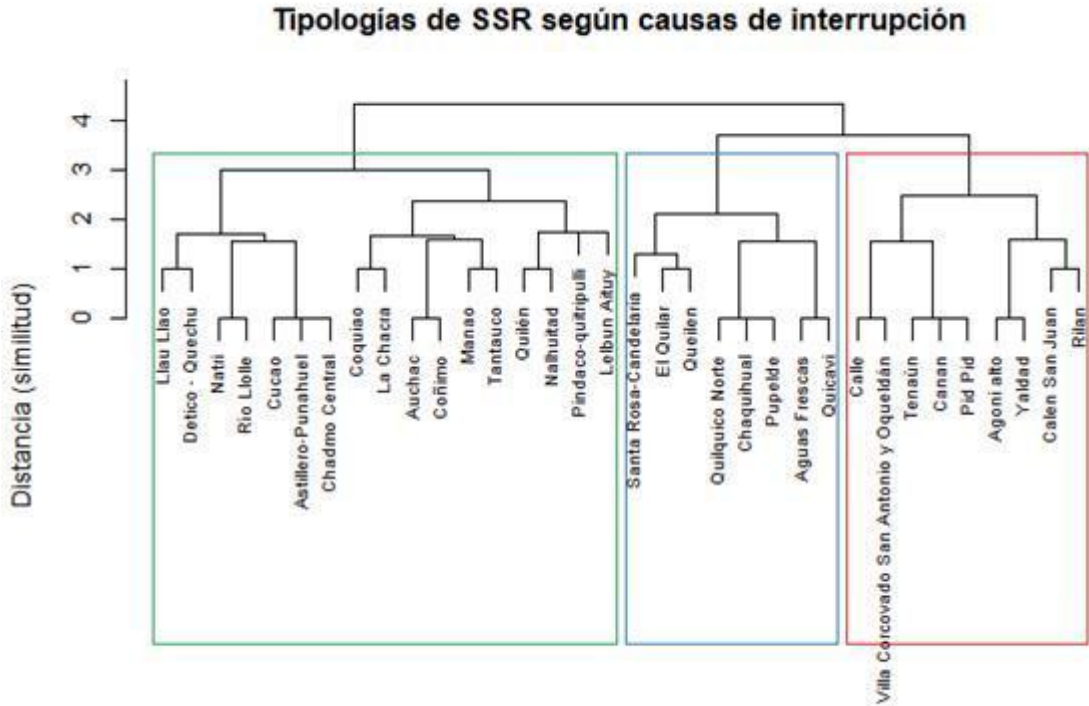 Tipologías de SSR según causas de interrupción
Distancia (similitud)
4
3
2
1
0
Llau Llao
Detico - Quechu
Natri
Rio Llolle
Cucao
Astillero-Punahuel
Chadmo Central
Coquiao
La Chacra
Auchac
Coñimo
Manao
Tantauco
Quilén
Nalhuitad
Pindaco-quitripulli
Lelbun Aituy
Santa Rosa-Candelaria
El Quilar
Queilen
Quilquico Norte
Chaquihual
Pupelde
Aguas Frescas
Quicavi
Calle
Villa Corcovado San Antonio y Oqueldán
Tenaún
Canan
Pid Pid
Agoni alto
Yaldad
Calen San Juan
Rilan